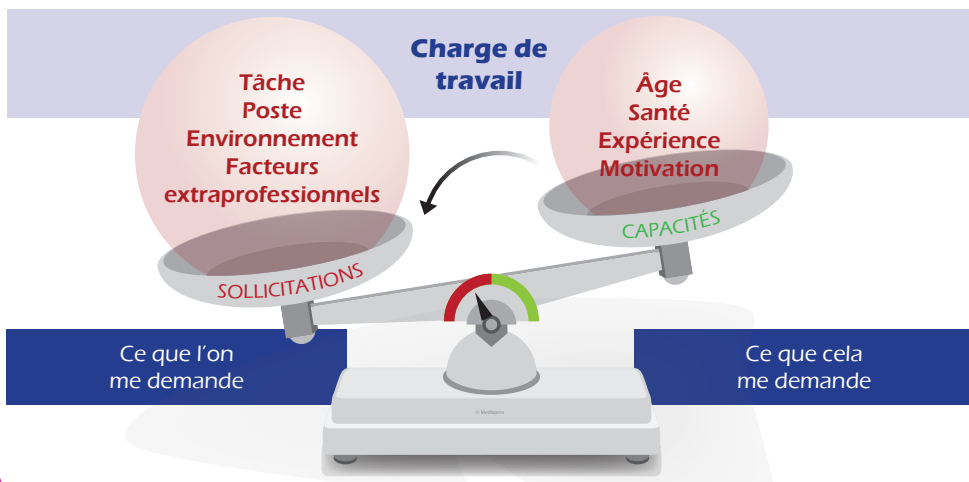 Charge de
travail
Tâche
Poste
Environnement
Facteurs
extraprofessionnels
Âge
Santé
Expérience
Motivation
SOLLICITATIONS
CAPACITÉS
Ce que l'on
me demande
Ce que cela
me demande
© Mediaprex